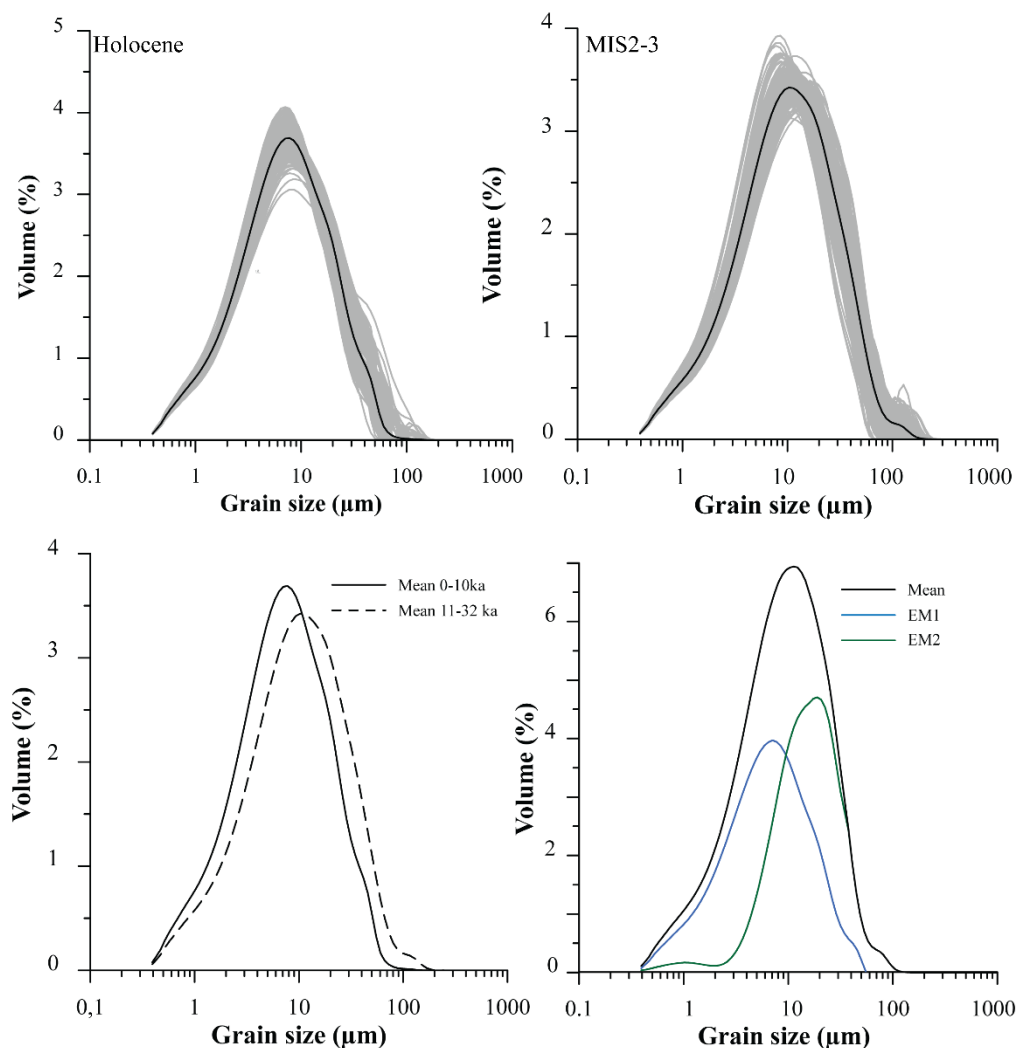 Holocene
5
4
3
2
1
0
Volume (%)
0.1 1 10 100 1000
Grain size (µm)
MIS2-3
4
3
2
1
0
Volume (%)
0.1 1 10 100 1000
Grain size (µm)
4
3
2
1
0
Volume (%)
Mean 0-10ka
Mean 11-32 ka
0,1 1 10 100 1000
Grain size (µm)
6
4
2
0
Volume (%)
Mean
EM1
EM2
0.1 1 10 100 1000
Grain size (µm)